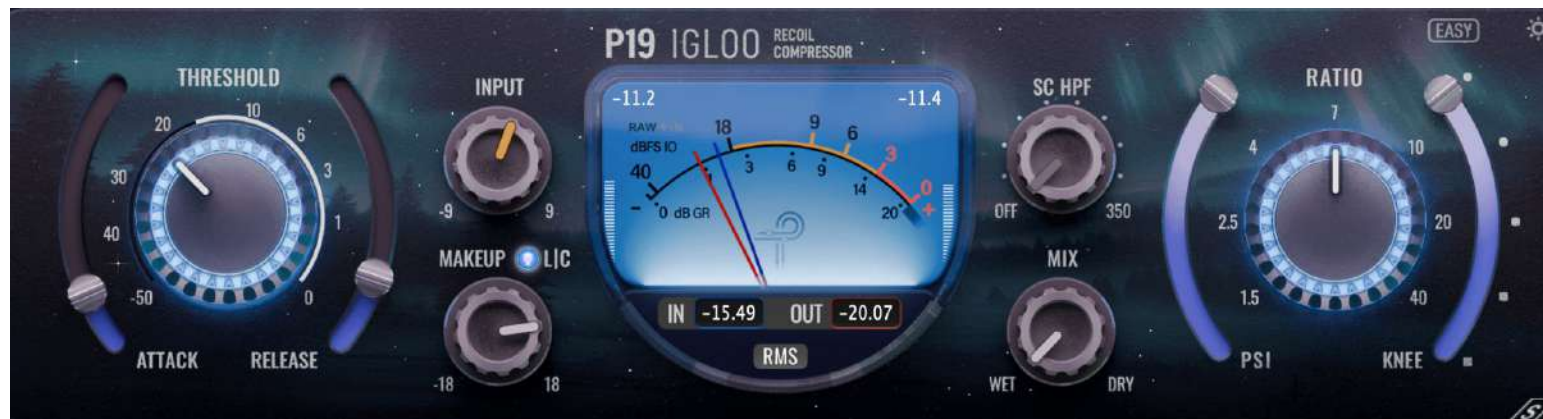 P19 IGLOO RECOIL
COMPRESSOR
EASY
THRESHOLD
20
10
6
3
1
0
30
40
-50
ATTACK
RELEASE
INPUT
-9
9
MAKEUP L|C
-18
18
-11.2
-11.4
RAW
dBFS IO
40
18
9
6
3
0
-
+
0 dB GR
3
6
9
14
20
IN -15.49 OUT -20.07
RMS
SC HPF
OFF
350
MIX
WET
DRY
RATIO
7
4
10
2.5
20
1.5
40
PSI
KNEE